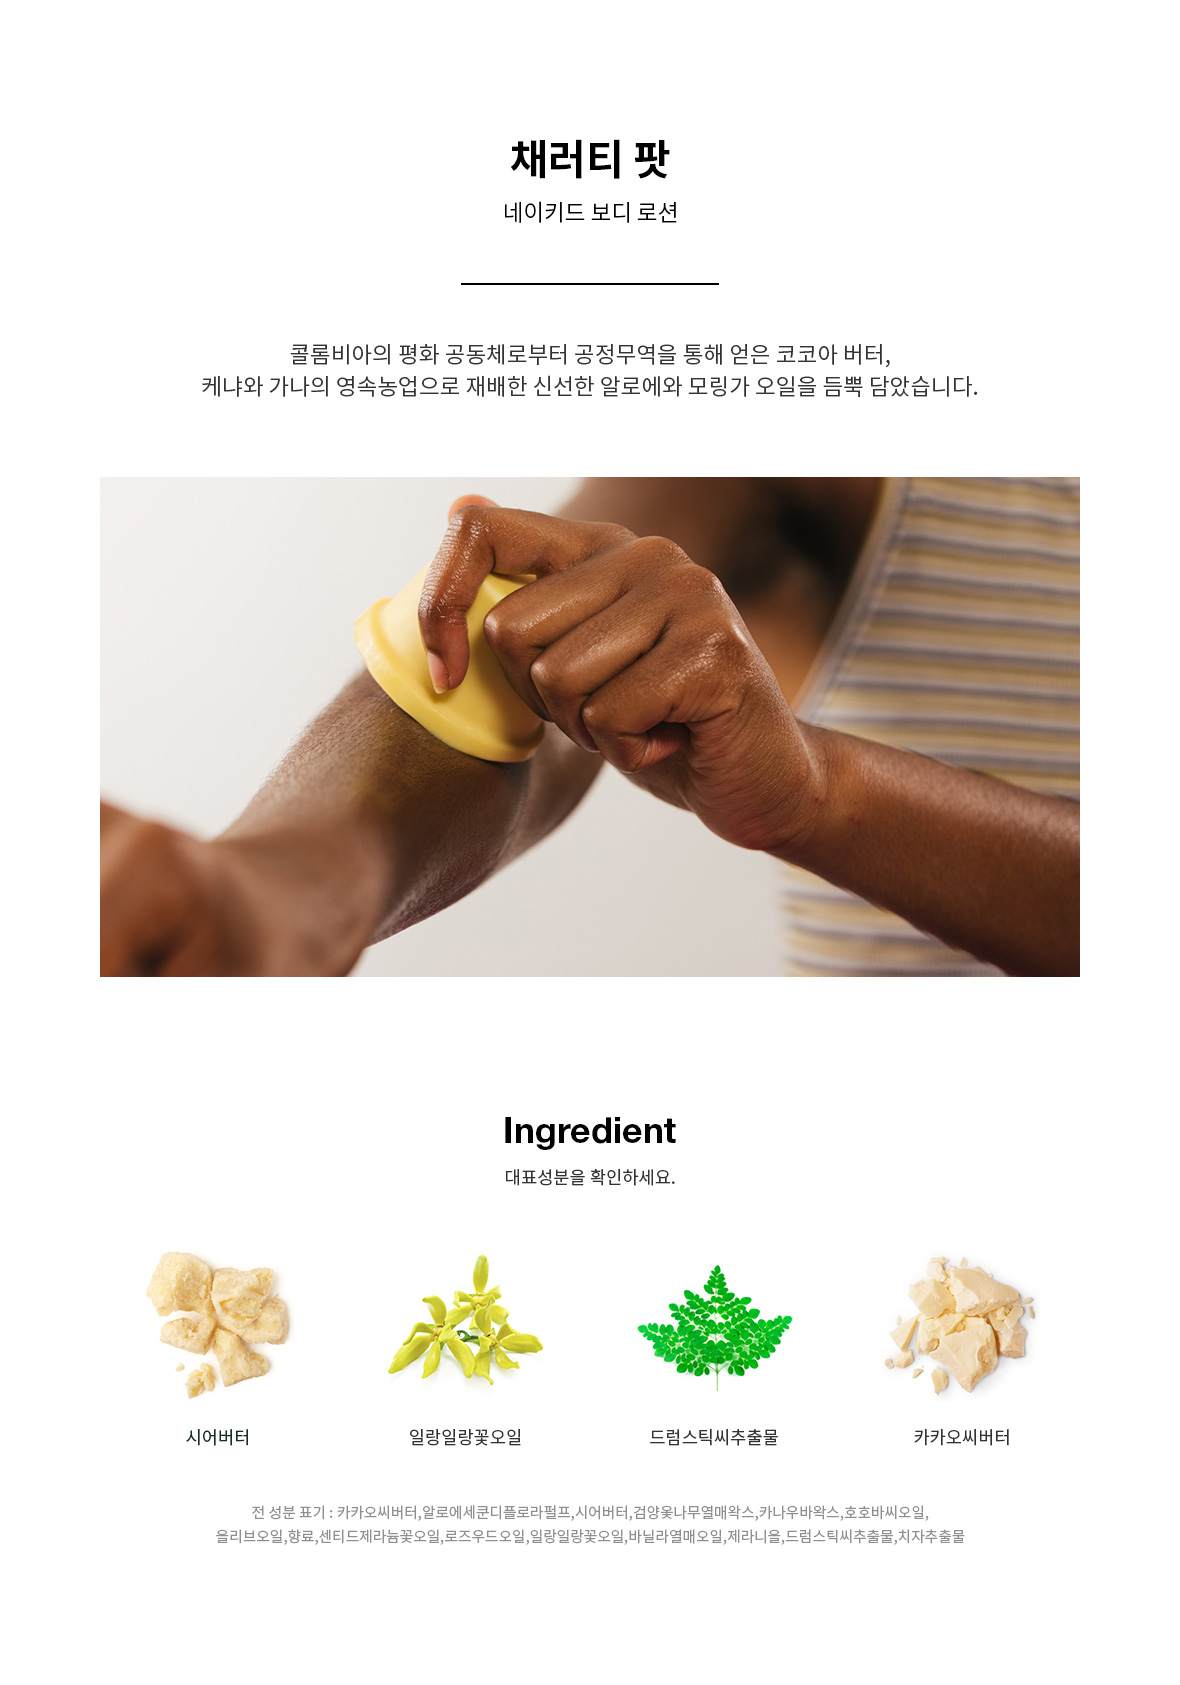 채러티 팟
네이키드 보디 로션
콜롬비아의 평화 공동체로부터 공정무역을 통해 얻은 코코아 버터,
케냐와 가나의 영속농업으로 재배한 신선한 알로에와 모링가 오일을 듬뿍 담았습니다.
Ingredient
대표성분을 확인하세요.
시어버터
일랑일랑꽃오일
드럼스틱씨추출물
카카오씨버터
전 성분 표기 : 카카오씨버터,알로에세쿤디플로라펄프,시어버터,검양옻나무열매왁스,카나우바왁스,호호바씨오일,
올리브오일,향료,센티드제라늄꽃오일,로즈우드오일,일랑일랑꽃오일,바닐라열매오일,제라니올,드럼스틱씨추출물,치자추출물